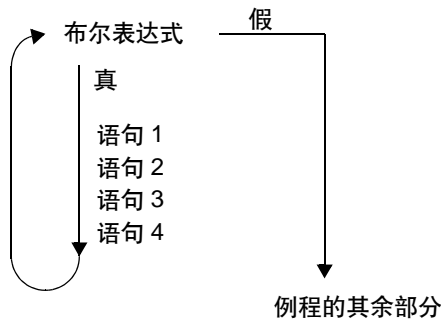 布尔表达式
假
真
语句 1
语句 2
语句 3
语句 4
例程的其余部分